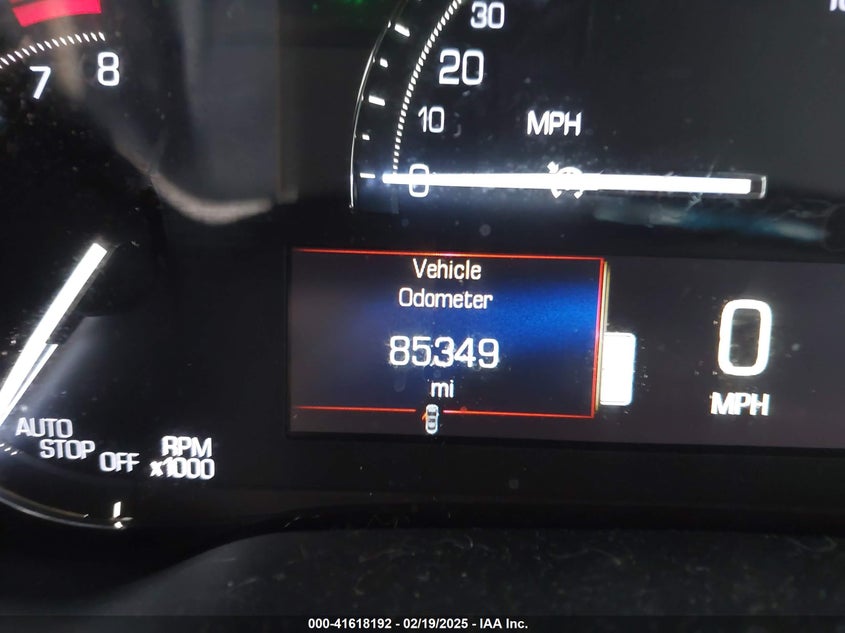 7 8
30
20
10 MPH
0
Vehicle
Odometer
85349
mi
0
MPH
AUTO
STOP OFF
RPM
x1000
000-41618192 - 02/19/2025 - IAA Inc.